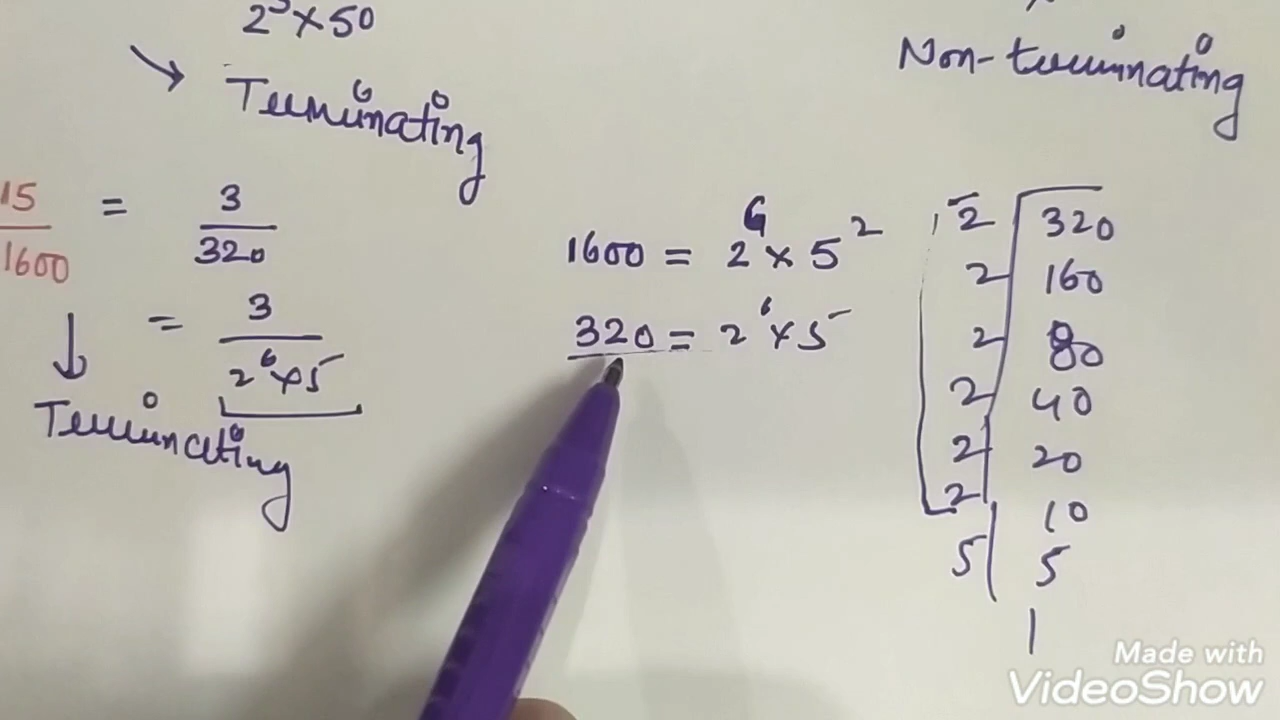 2³ × 50
↘ Terminating
Non-terminating
15/1600 = 3/320
= 3/(2⁶ × 5)
↓
Terminating
1600 = 2⁶ × 5²
320 = 2⁶ × 5
2 | 320
2 | 160
2 | 80
2 | 40
2 | 20
2 | 10
5 | 5
1
Made with
VideoShow